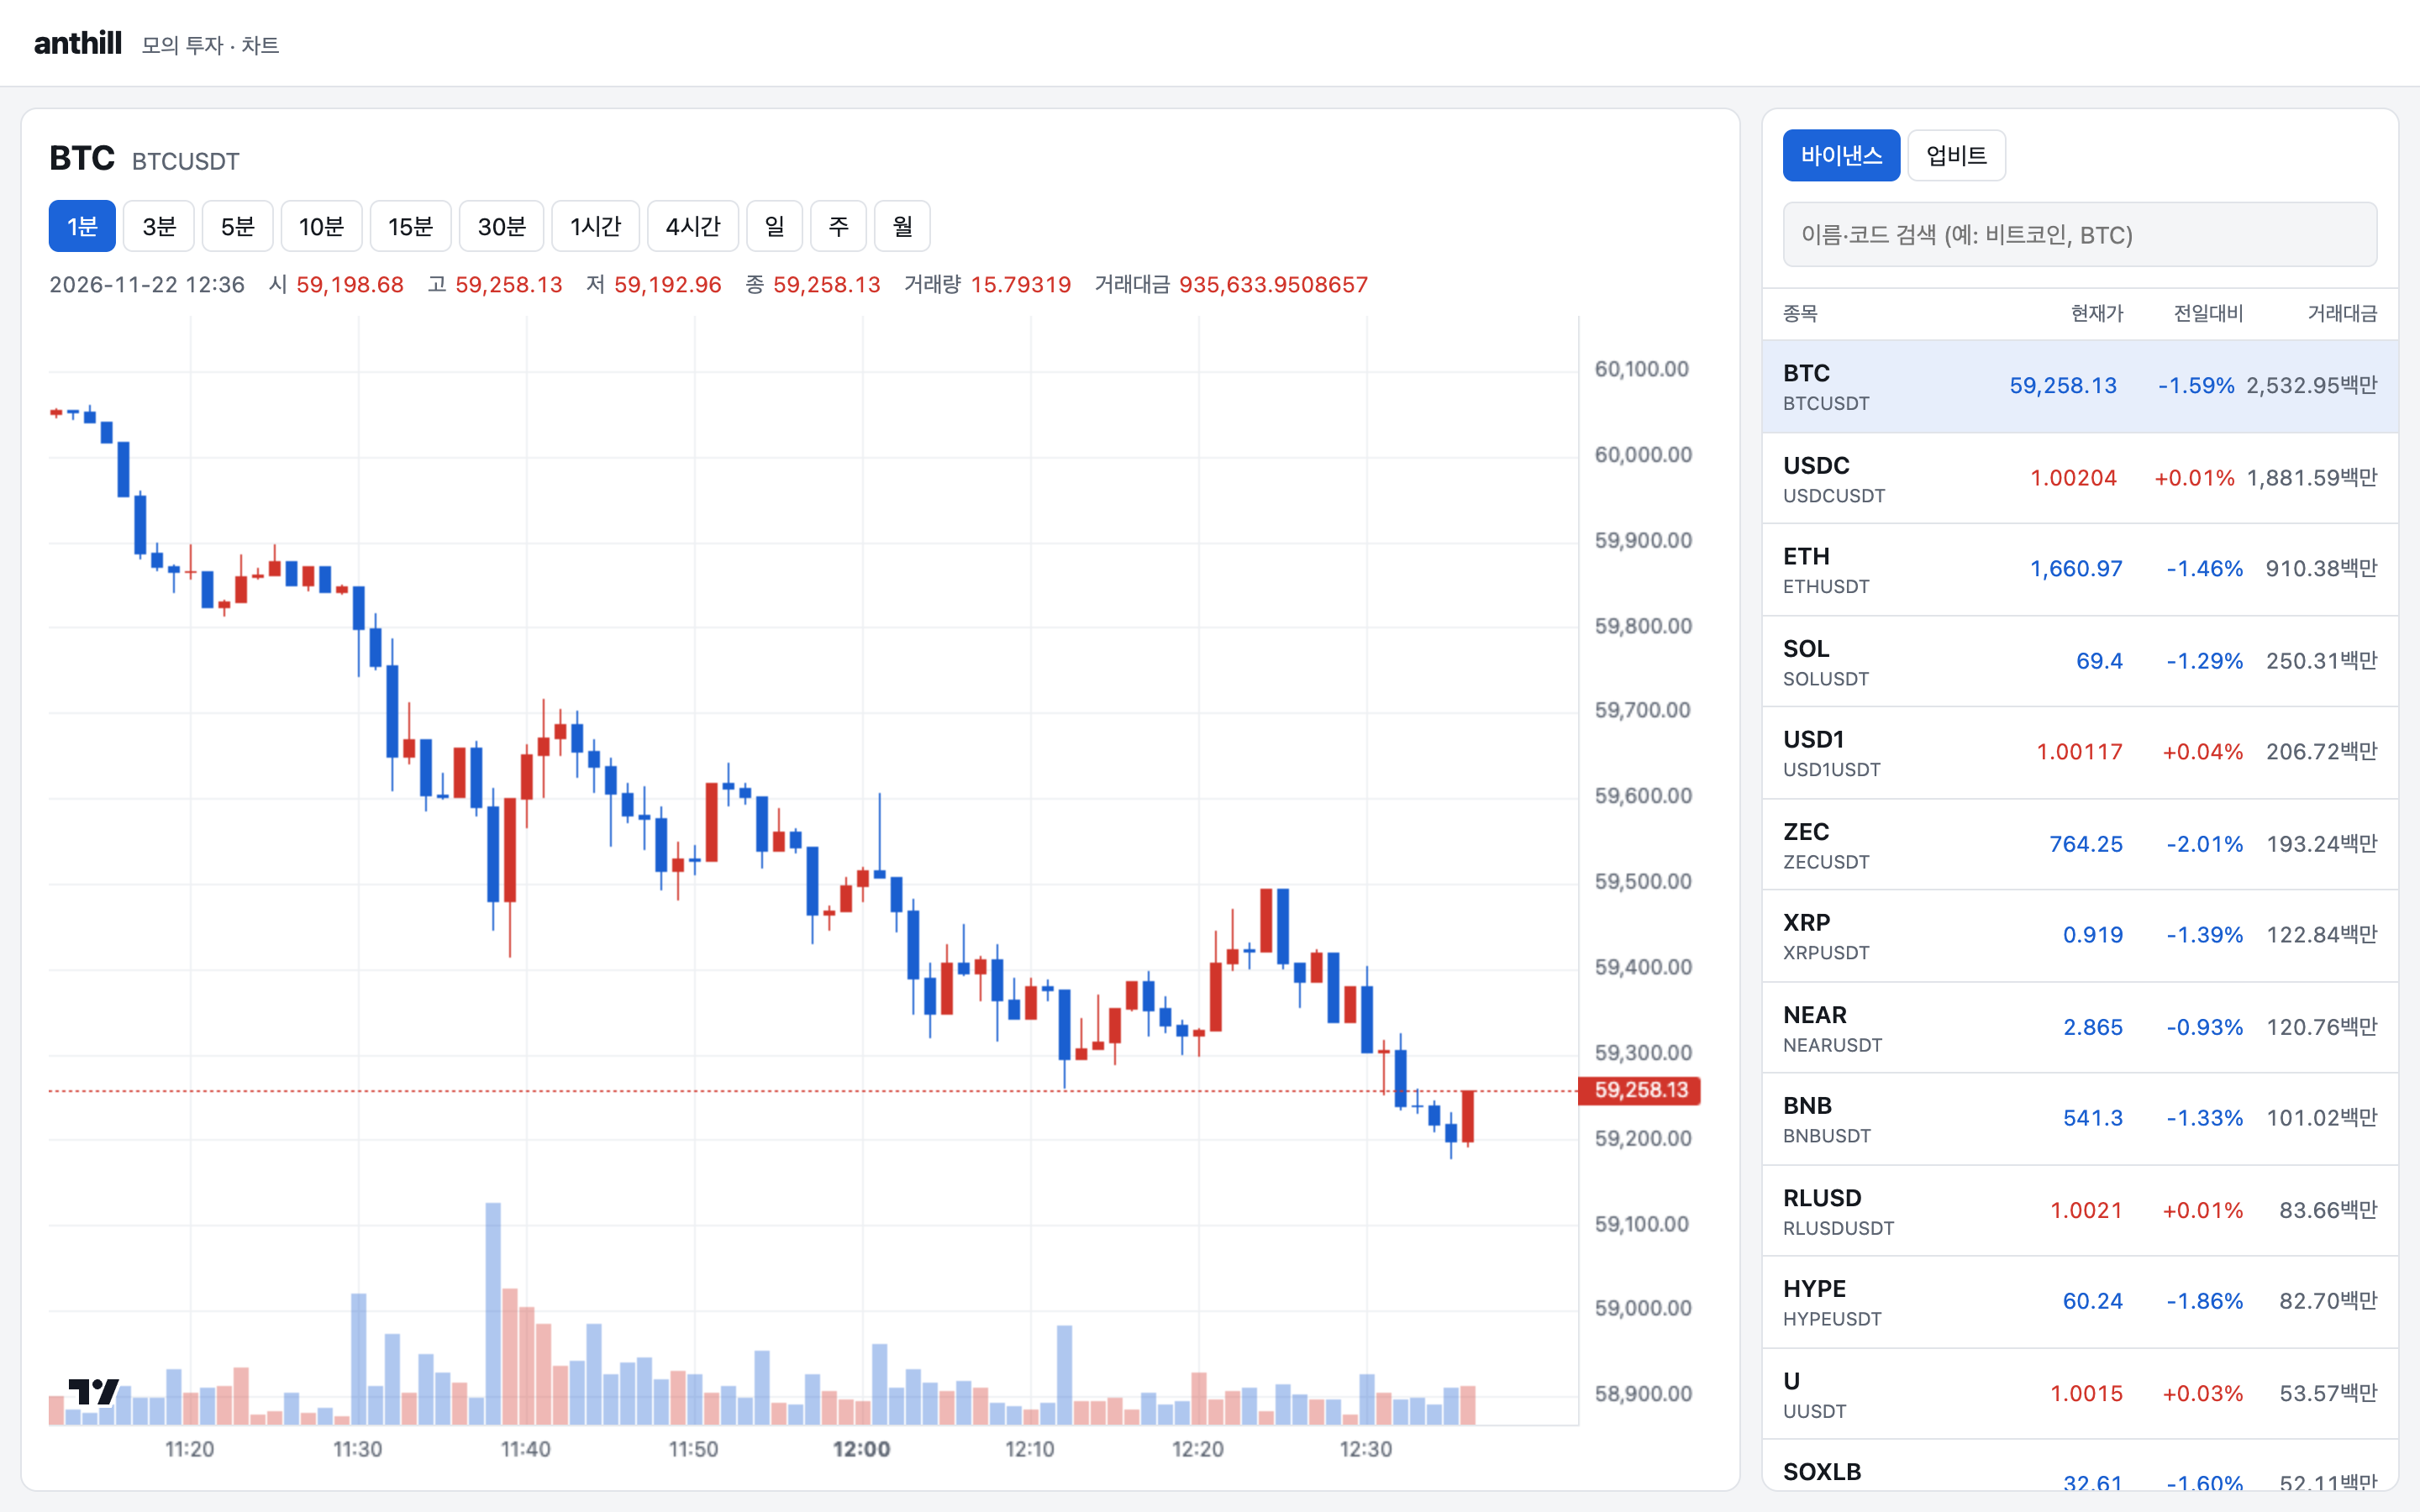 anthill 모의 투자 · 차트
BTC BTCUSDT
1분 3분 5분 10분 15분 30분 1시간 4시간 일 주 월
2026-11-22 12:36 시 59,198.68 고 59,258.13 저 59,192.96 종 59,258.13 거래량 15.79319 거래대금 935,633.9508657
60,100.00
60,000.00
59,900.00
59,800.00
59,700.00
59,600.00
59,500.00
59,400.00
59,300.00
59,258.13
59,200.00
59,100.00
59,000.00
58,900.00
11:20 11:30 11:40 11:50 12:00 12:10 12:20 12:30
바이낸스 업비트
이름·코드 검색 (예: 비트코인, BTC)
종목 현재가 전일대비 거래대금
BTC 59,258.13 -1.59% 2,532.95백만
BTCUSDT
USDC 1.00204 +0.01% 1,881.59백만
USDCUSDT
ETH 1,660.97 -1.46% 910.38백만
ETHUSDT
SOL 69.4 -1.29% 250.31백만
SOLUSDT
USD1 1.00117 +0.04% 206.72백만
USD1USDT
ZEC 764.25 -2.01% 193.24백만
ZECUSDT
XRP 0.919 -1.39% 122.84백만
XRPUSDT
NEAR 2.865 -0.93% 120.76백만
NEARUSDT
BNB 541.3 -1.33% 101.02백만
BNBUSDT
RLUSD 1.0021 +0.01% 83.66백만
RLUSDUSDT
HYPE 60.24 -1.86% 82.70백만
HYPEUSDT
U 1.0015 +0.03% 53.57백만
UUSDT
SOXLB 32.61 -1.60% 52.11백만